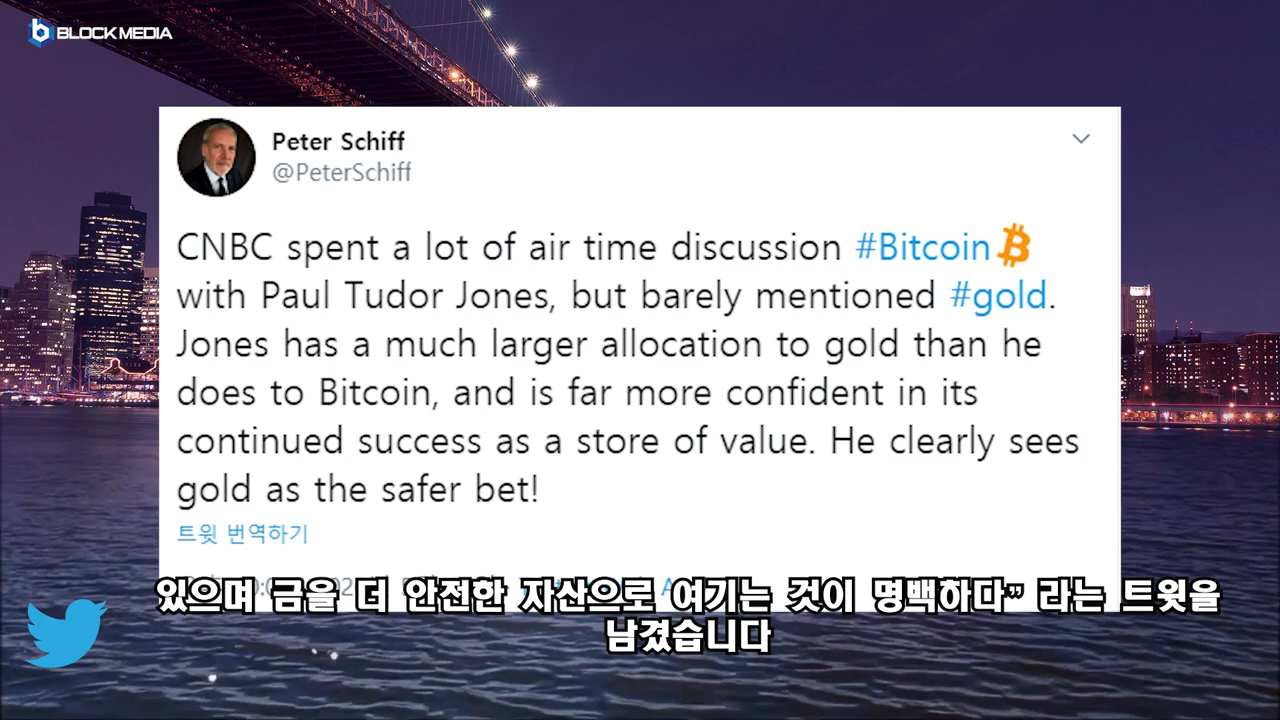 BLOCKMEDIA
Peter Schiff
@PeterSchiff
CNBC spent a lot of air time discussion #Bitcoin
with Paul Tudor Jones, but barely mentioned #gold.
Jones has a much larger allocation to gold than he
does to Bitcoin, and is far more confident in its
continued success as a store of value. He clearly sees
gold as the safer bet!
트윗 번역하기
있으며 금을 더 안전한 자산으로 여기는 것이 명백하다” 라는 트윗을
남겼습니다